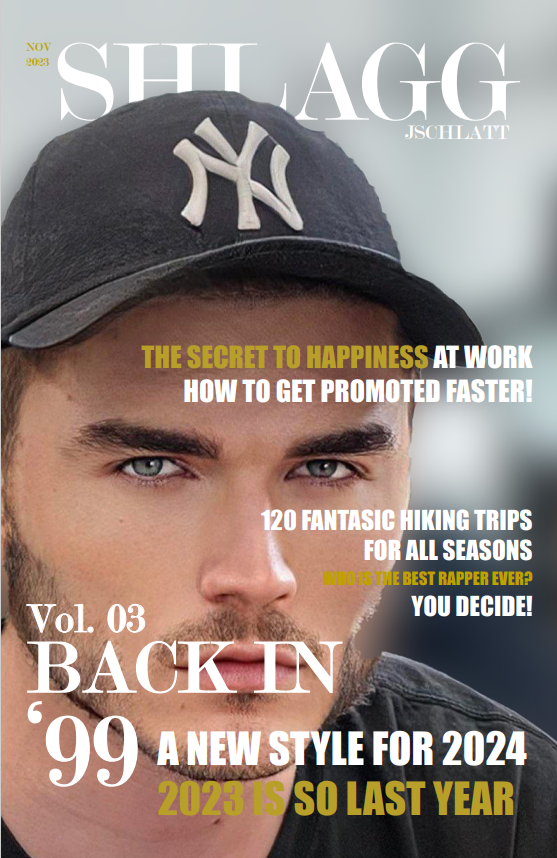 NOV
2023
SHLAGG
JSCHLATT
NY
THE SECRET TO HAPPINESS AT WORK
HOW TO GET PROMOTED FASTER!
120 FANTASIC HIKING TRIPS
FOR ALL SEASONS
WHO IS THE BEST RAPPER EVER?
YOU DECIDE!
Vol. 03
BACK IN
‘99
A NEW STYLE FOR 2024
2023 IS SO LAST YEAR